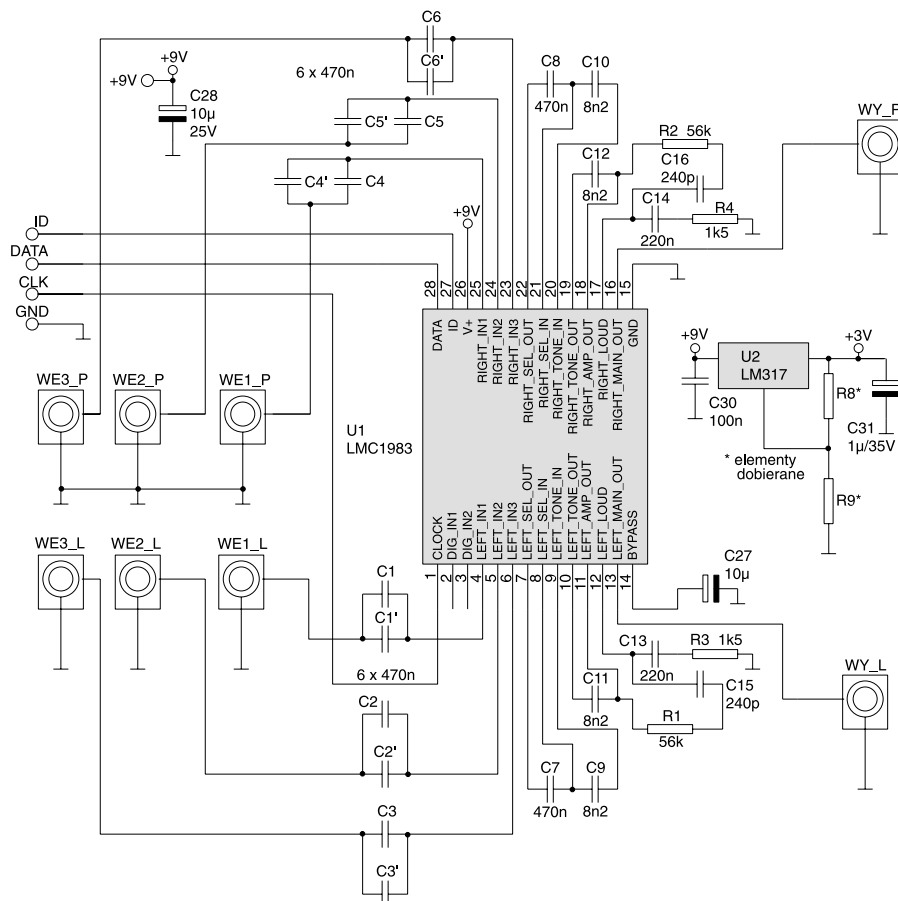 C6
C6'
6 x 470n
+9V
+9V
C28
10µ
25V
C5'
C5
C4'
C4
+9V
C8
470n
C10
8n2
C12
8n2
R2 56k
C16
240p
C14
220n
R4
1k5
WY_P
ID
DATA
CLK
GND
WE3_P
WE2_P
WE1_P
28
27
26
25
24
23
22
21
20
19
18
17
16
15
DATA
ID
V+
RIGHT_IN1
RIGHT_IN2
RIGHT_IN3
RIGHT_SEL_OUT
RIGHT_SEL_IN
RIGHT_TONE_IN
RIGHT_TONE_OUT
RIGHT_AMP_OUT
RIGHT_LOUD
RIGHT_MAIN_OUT
GND
U1
LMC1983
+9V
U2
LM317
+3V
C30
100n
R8*
C31
1µ/35V
* elementy
dobierane
R9*
CLOCK
DIG_IN1
DIG_IN2
LEFT_IN1
LEFT_IN2
LEFT_IN3
LEFT_SEL_OUT
LEFT_SEL_IN
LEFT_TONE_IN
LEFT_TONE_OUT
LEFT_AMP_OUT
LEFT_LOUD
LEFT_MAIN_OUT
BYPASS
1
2
3
4
5
6
7
8
9
10
11
12
13
14
WE3_L
WE2_L
WE1_L
C1
C1'
6 x 470n
C2
C2'
C3
C3'
C27
10µ
C13
220n
R3 1k5
C15
240p
C11
8n2
R1
56k
C7
470n
C9
8n2
WY_L